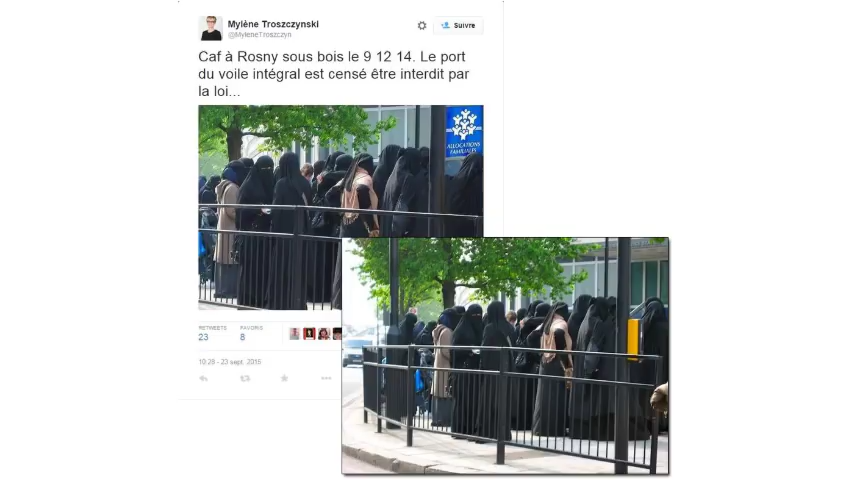 Mylène Troszczynski
@MyleneTroszczyn
Suivre
Caf à Rosny sous bois le 9 12 14. Le port
du voile intégral est censé être interdit par
la loi...
ALLOCATIONS
FAMILIALES
RETWEETS
FAVORIS
23
8
10:28 - 23 sept. 2015